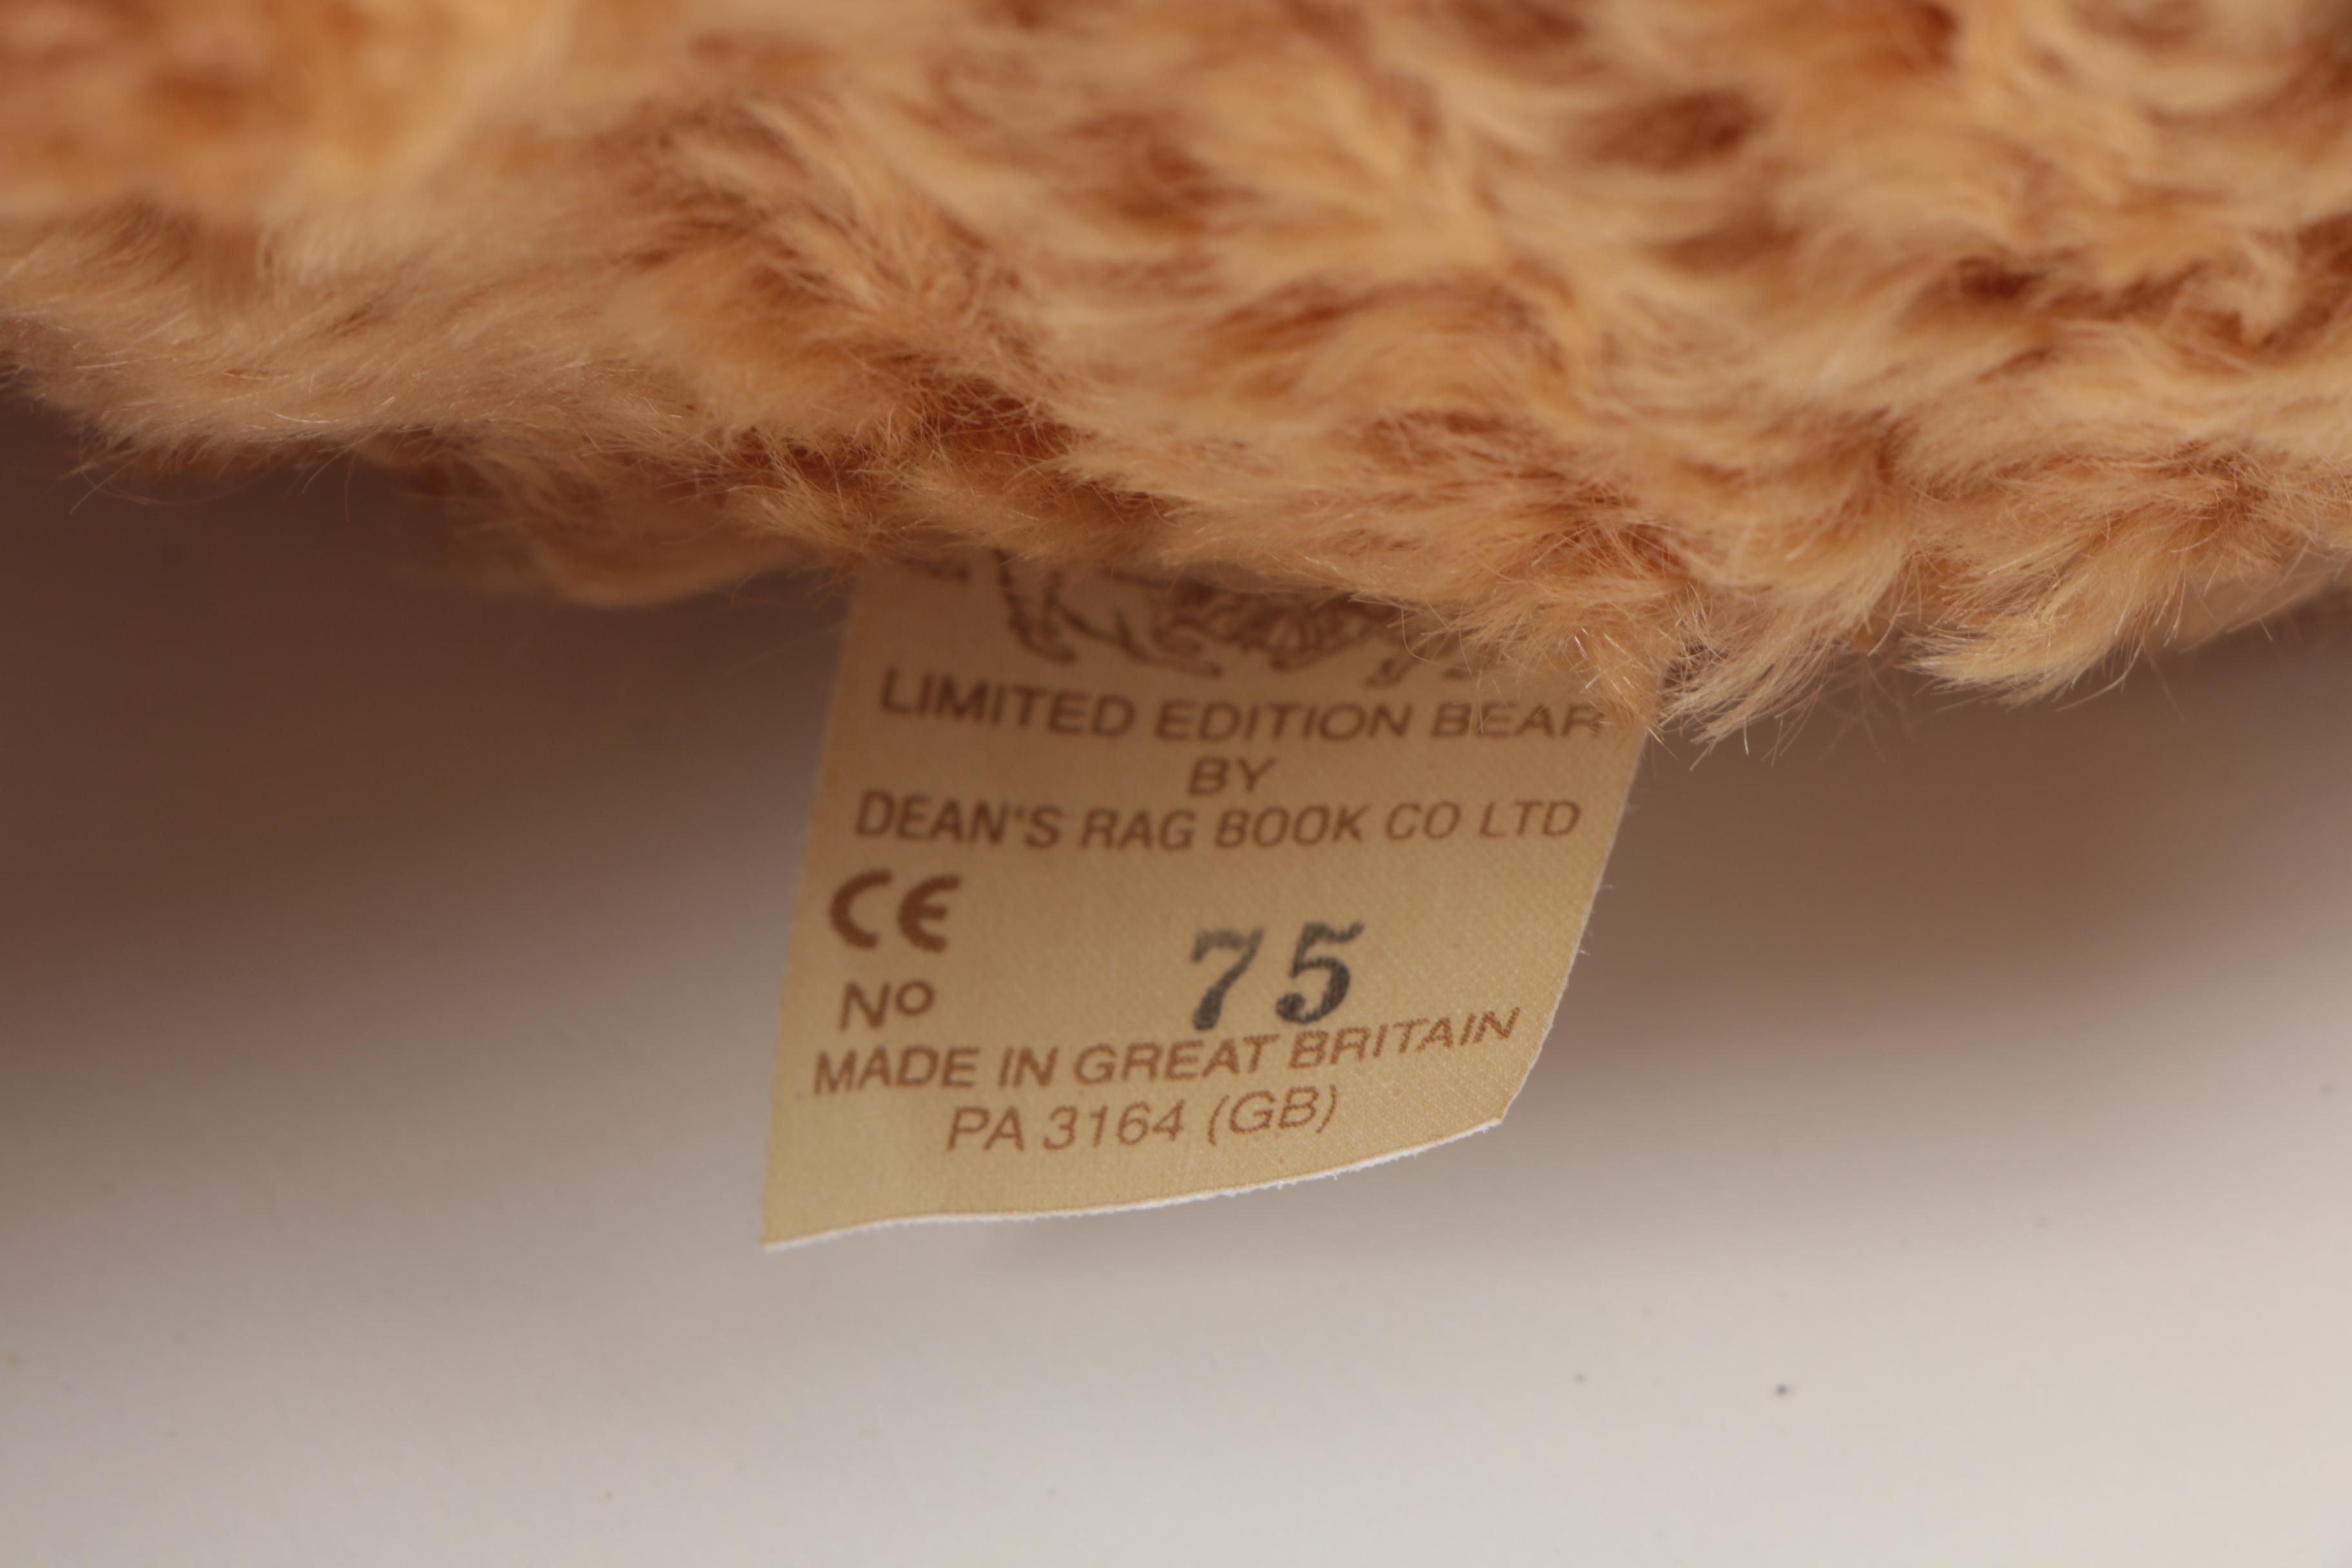 LIMITED EDITION BEAR
BY
DEAN'S RAG BOOK CO LTD
CE
Nº 75
MADE IN GREAT BRITAIN
PA 3164 (GB)